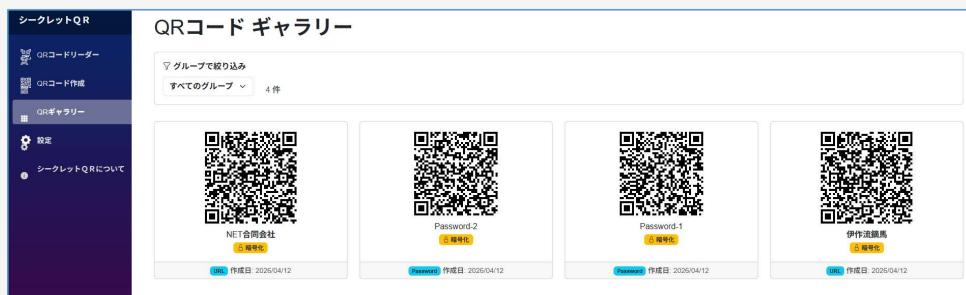 シークレットQR
QRコード ギャラリー
QRコードリーダー
QRコード作成
QRギャラリー
設定
シークレットQRについて
グループで絞り込み
すべてのグループ
4 件
NET合同会社
暗号化
URL 作成日: 2026/04/12
Password-2
暗号化
Password 作成日: 2026/04/12
Password-1
暗号化
Password 作成日: 2026/04/12
伊作流鏑馬
暗号化
URL 作成日: 2026/04/12